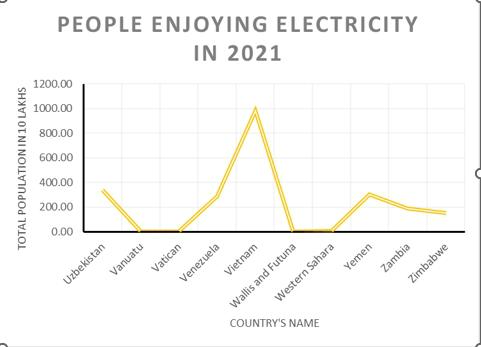 PEOPLE ENJOYING ELECTRICITY
IN 2021
TOTAL POPULATION IN 10 LAKHS
1200.00
1000.00
800.00
600.00
400.00
200.00
0.00
Uzbekistan
Vanuatu
Vatican
Venezuela
Vietnam
Wallis and Futuna
Western Sahara
Yemen
Zambia
Zimbabwe
COUNTRY'S NAME